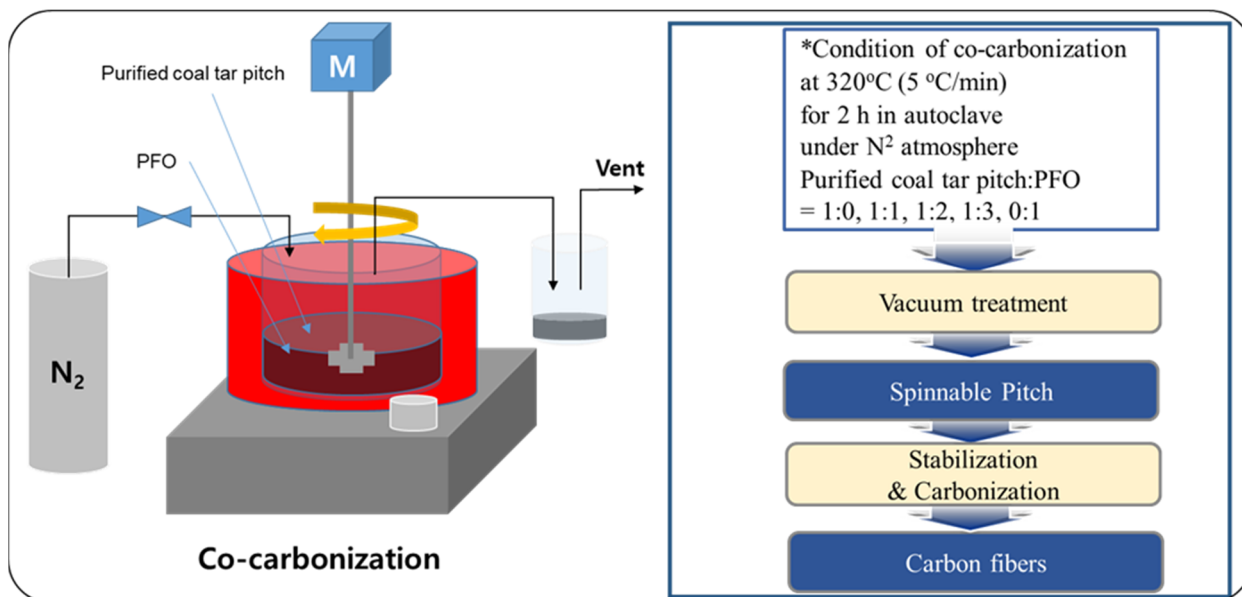 Purified coal tar pitch
M
PFO
Vent
N₂
Co-carbonization
*Condition of co-carbonization
at 320°C (5 °C/min)
for 2 h in autoclave
under N² atmosphere
Purified coal tar pitch:PFO
= 1:0, 1:1, 1:2, 1:3, 0:1
Vacuum treatment
Spinnable Pitch
Stabilization
& Carbonization
Carbon fibers